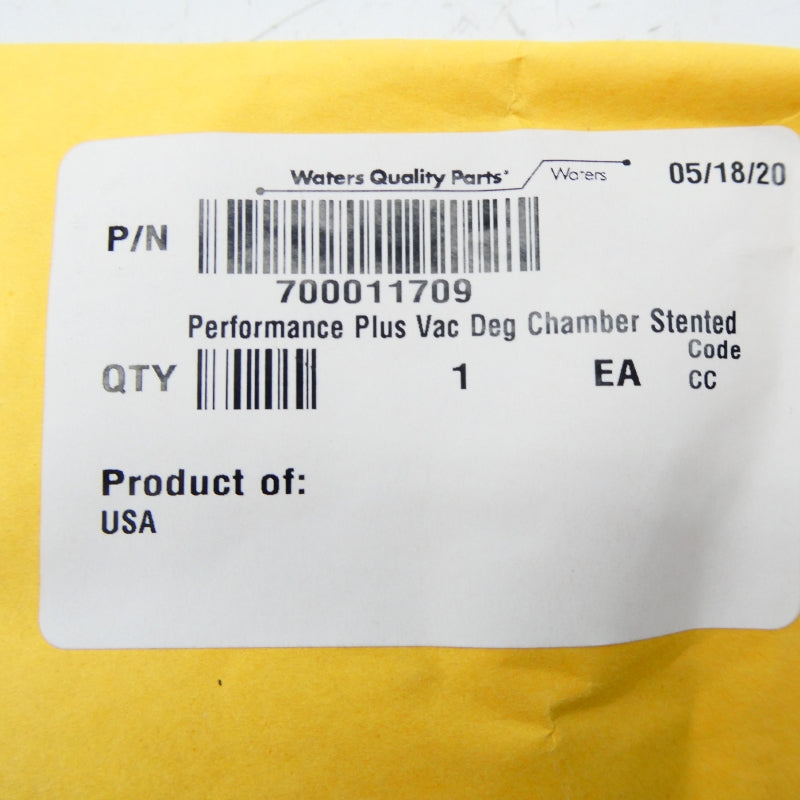 Waters Quality Parts® Waters 05/18/20
P/N
700011709
Performance Plus Vac Deg Chamber Stented
QTY 1 EA Code
CC
Product of:
USA